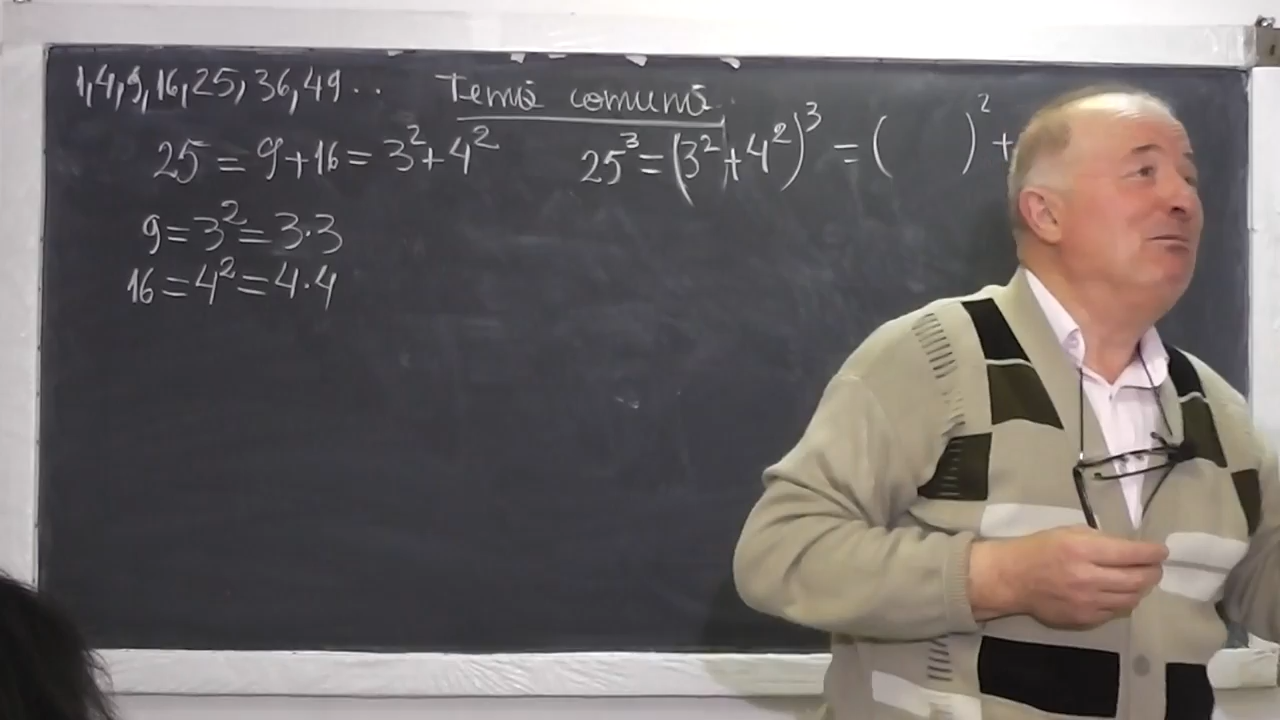 1,4,9,16,25,36,49..
Temă comună
25 = 9+16 = 3²+4²
25³=(3²+4²)³ =( )²+
9=3²=3·3
16=4²=4·4